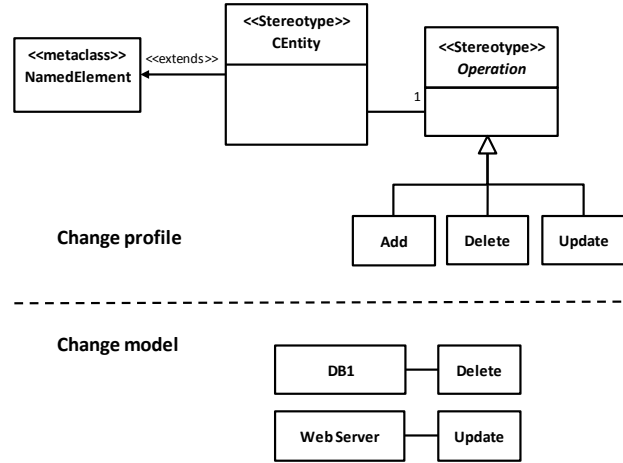 <<metaclass>>
NamedElement
<<extends>>
<<Stereotype>>
CEntity
1
<<Stereotype>>
Operation
Add
Delete
Update
Change profile
Change model
DB1
Delete
Web Server
Update